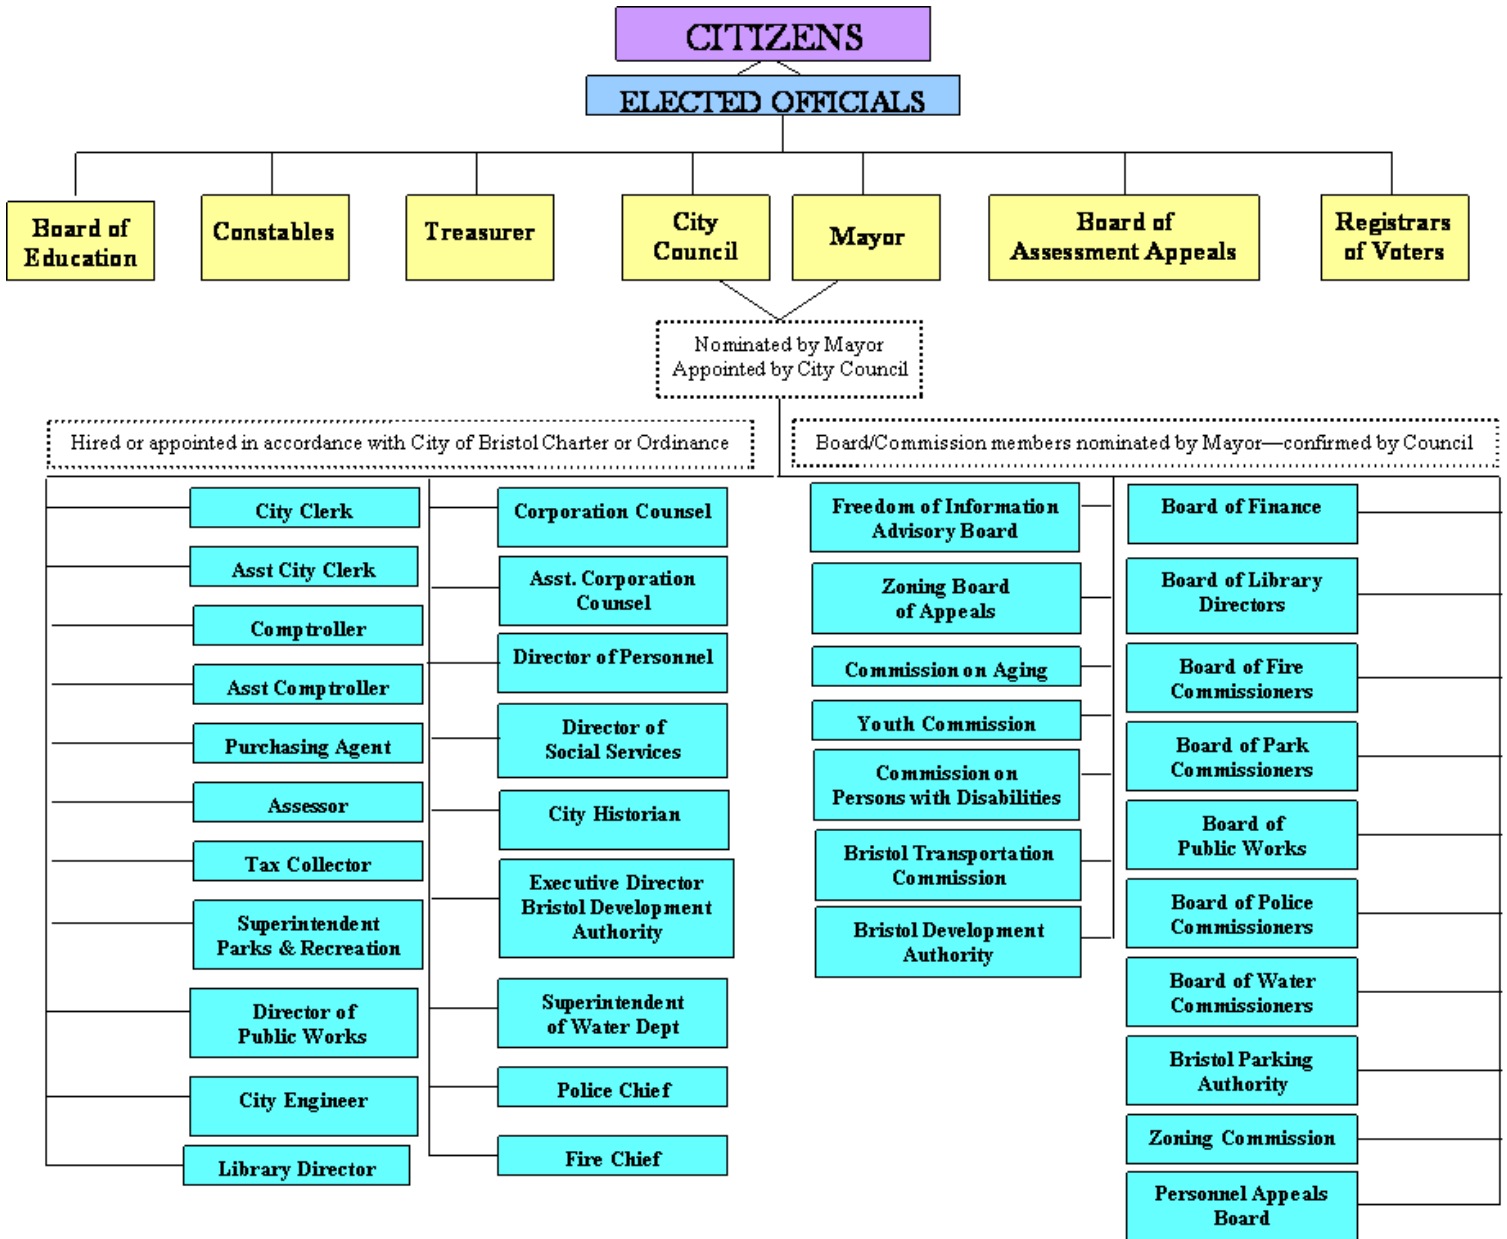 CITIZENS
ELECTED OFFICIALS
Board of
Education
Constables
Treasurer
City
Council
Mayor
Board of
Assessment Appeals
Registrars
of Voters
Nominated by Mayor
Appointed by City Council
Hired or appointed in accordance with City of Bristol Charter or Ordinance
Board/Commission members nominated by Mayor—confirmed by Council
City Clerk
Asst City Clerk
Comptroller
Asst Comptroller
Purchasing Agent
Assessor
Tax Collector
Superintendent
Parks & Recreation
Director of
Public Works
City Engineer
Library Director
Corporation Counsel
Asst. Corporation
Counsel
Director of Personnel
Director of
Social Services
City Historian
Executive Director
Bristol Development
Authority
Superintendent
of Water Dept
Police Chief
Fire Chief
Freedom of Information
Advisory Board
Zoning Board
of Appeals
Commission on Aging
Youth Commission
Commission on
Persons with Disabilities
Bristol Transportation
Commission
Bristol Development
Authority
Board of Finance
Board of Library
Directors
Board of Fire
Commissioners
Board of Park
Commissioners
Board of
Public Works
Board of Police
Commissioners
Board of Water
Commissioners
Bristol Parking
Authority
Zoning Commission
Personnel Appeals
Board